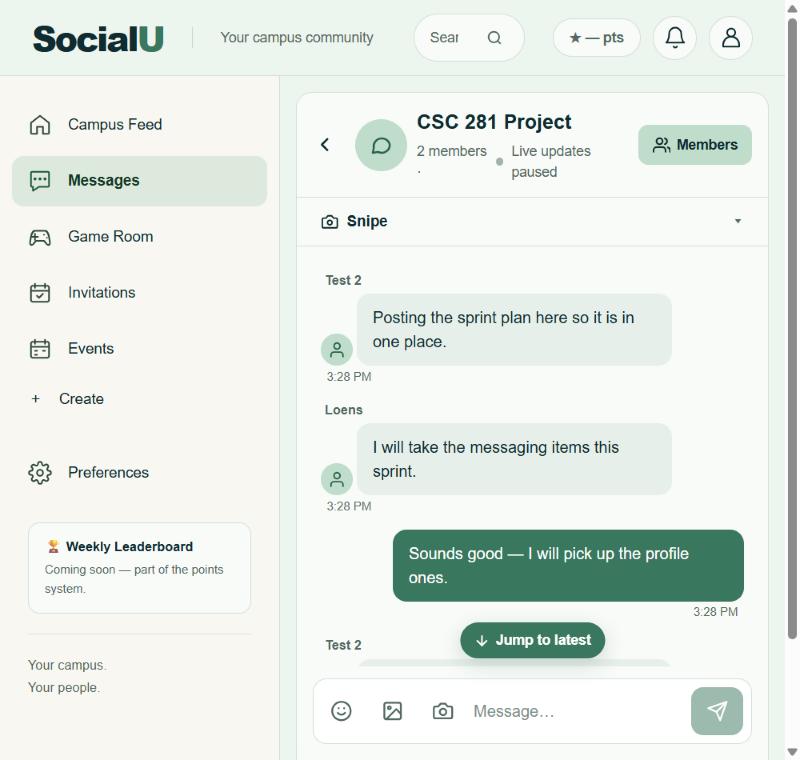 SocialU
Your campus community
Sear
★ — pts
Campus Feed
Messages
Game Room
Invitations
Events
+ Create
Preferences
Weekly Leaderboard
Coming soon — part of the points
system.
Your campus.
Your people.
CSC 281 Project
2 members
·
Live updates
paused
Members
Snipe
Test 2
Posting the sprint plan here so it is in
one place.
3:28 PM
Loens
I will take the messaging items this
sprint.
3:28 PM
Sounds good — I will pick up the profile
ones.
3:28 PM
Jump to latest
Test 2
Message…